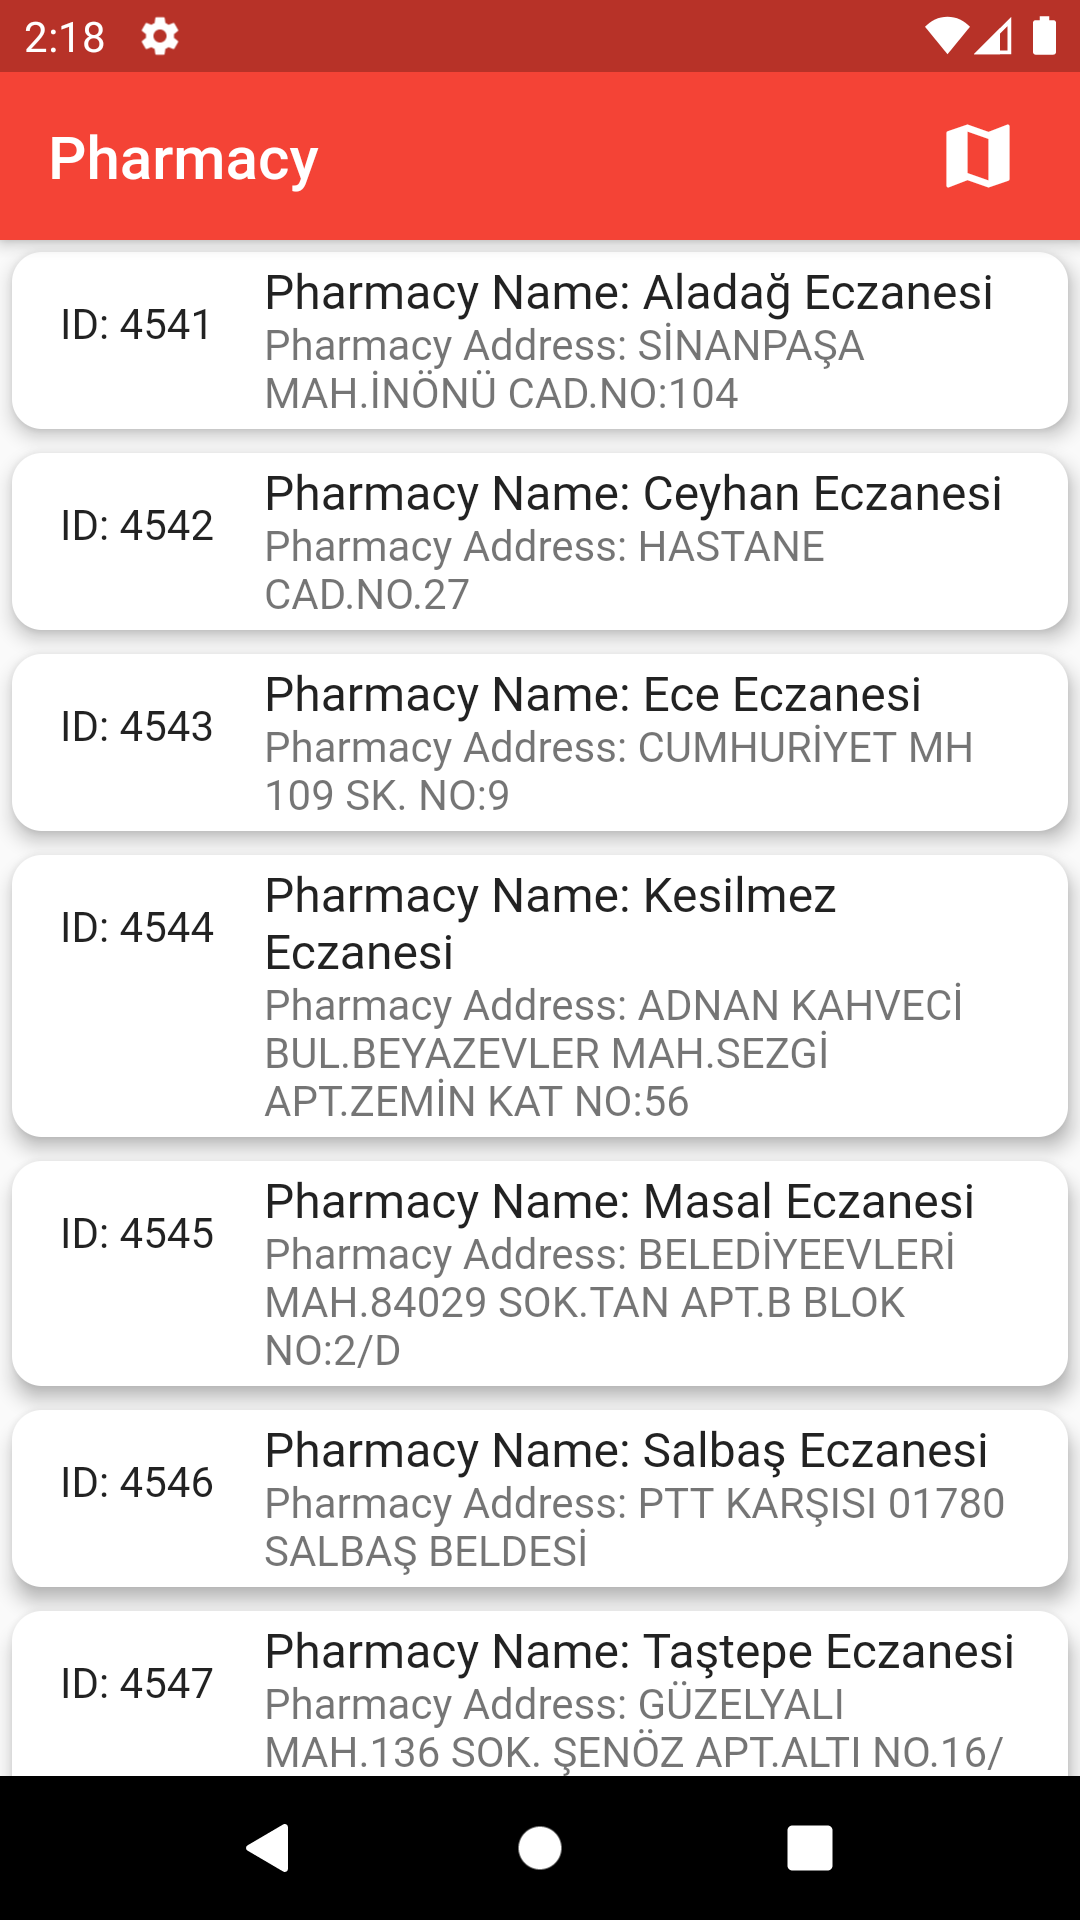 2:18
Pharmacy
ID: 4541
Pharmacy Name: Aladağ Eczanesi
Pharmacy Address: SİNANPAŞA
MAH.İNÖNÜ CAD.NO:104
ID: 4542
Pharmacy Name: Ceyhan Eczanesi
Pharmacy Address: HASTANE
CAD.NO.27
ID: 4543
Pharmacy Name: Ece Eczanesi
Pharmacy Address: CUMHURİYET MH
109 SK. NO:9
ID: 4544
Pharmacy Name: Kesilmez
Eczanesi
Pharmacy Address: ADNAN KAHVECİ
BUL.BEYAZEVLER MAH.SEZGİ
APT.ZEMİN KAT NO:56
ID: 4545
Pharmacy Name: Masal Eczanesi
Pharmacy Address: BELEDİYEEVLERİ
MAH.84029 SOK.TAN APT.B BLOK
NO:2/D
ID: 4546
Pharmacy Name: Salbaş Eczanesi
Pharmacy Address: PTT KARŞISI 01780
SALBAŞ BELDESİ
ID: 4547
Pharmacy Name: Taştepe Eczanesi
Pharmacy Address: GÜZELYALI
MAH.136 SOK. ŞENÖZ APT.ALTI NO.16/